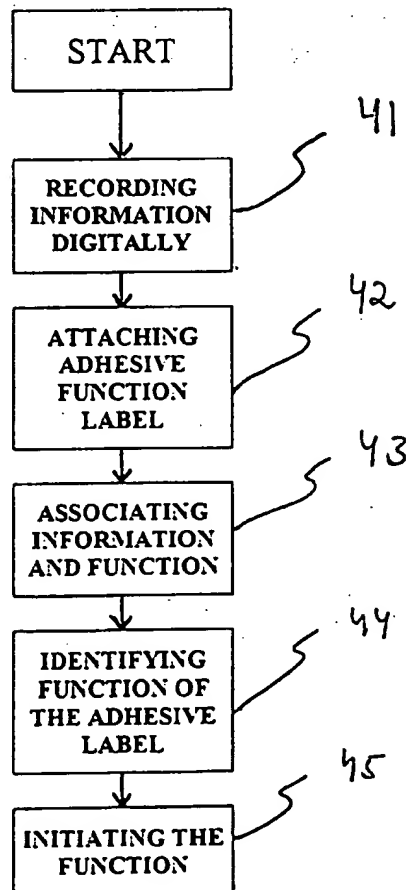 START
41
RECORDING
INFORMATION
DIGITALLY
42
ATTACHING
ADHESIVE
FUNCTION
LABEL
43
ASSOCIATING
INFORMATION
AND FUNCTION
44
IDENTIFYING
FUNCTION OF
THE ADHESIVE
LABEL
45
INITIATING THE
FUNCTION